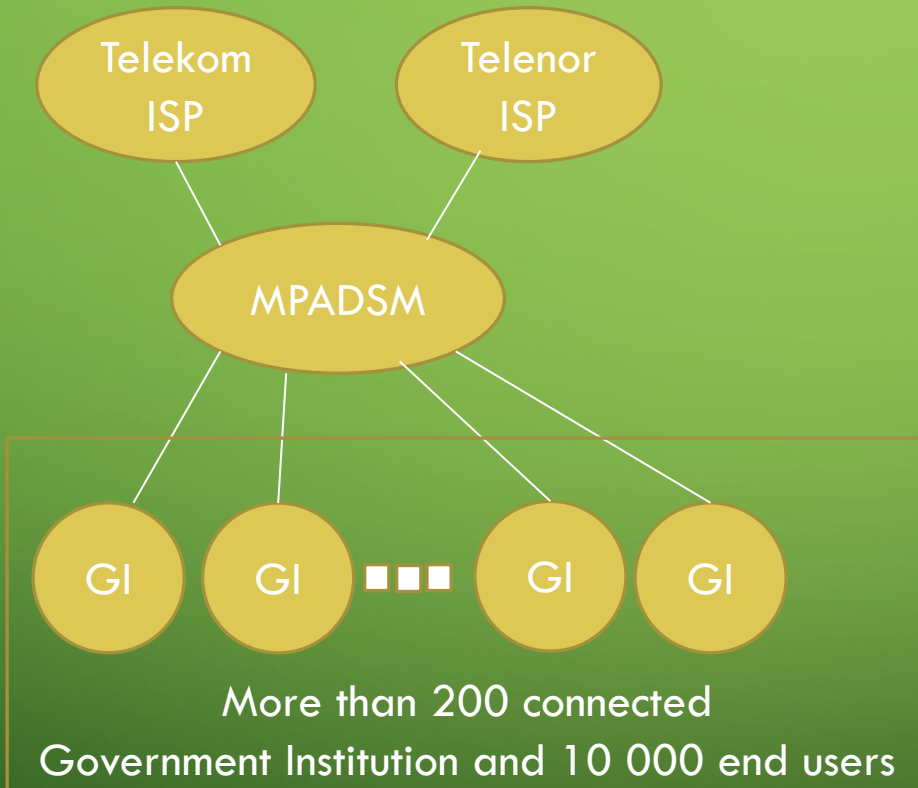 Telekom
ISP
Telenor
ISP
MPADSM
GI
GI
GI
GI
More than 200 connected
Government Institution and 10 000 end users